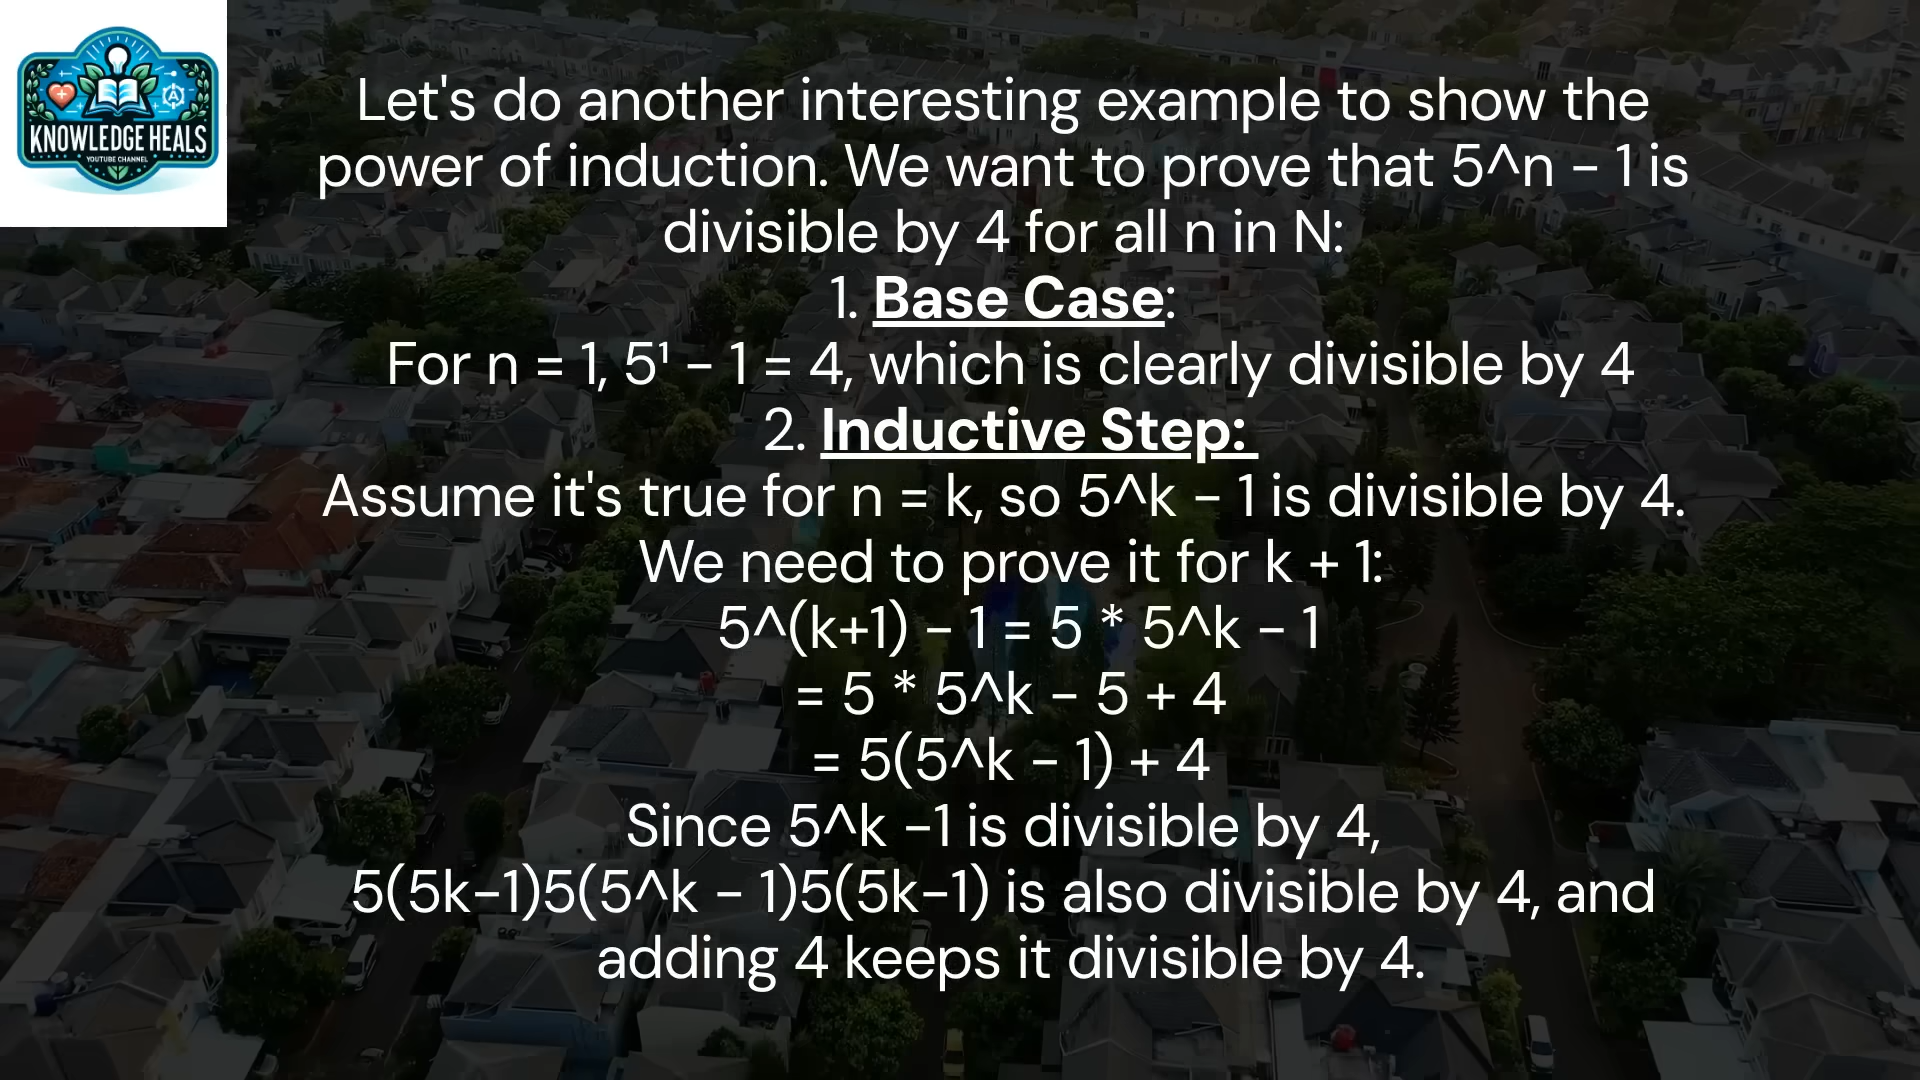 KNOWLEDGE HEALS
YOUTUBE CHANNEL
Let's do another interesting example to show the
power of induction. We want to prove that 5^n − 1 is
divisible by 4 for all n in N:
1. Base Case:
For n = 1, 5¹ − 1 = 4, which is clearly divisible by 4
2. Inductive Step:
Assume it's true for n = k, so 5^k − 1 is divisible by 4.
We need to prove it for k + 1:
5^(k+1) − 1 = 5 * 5^k − 1
= 5 * 5^k − 5 + 4
= 5(5^k − 1) + 4
Since 5^k −1 is divisible by 4,
5(5k−1)5(5^k − 1)5(5k−1) is also divisible by 4, and
adding 4 keeps it divisible by 4.